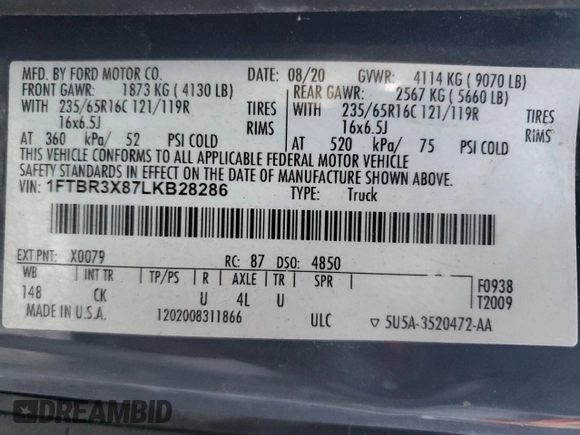 MFD. BY FORD MOTOR CO.
DATE: 08/20 GVWR: 4114 KG ( 9070 LB)
FRONT GAWR: 1873 KG ( 4130 LB)
REAR GAWR: 2567 KG ( 5660 LB)
WITH 235/65R16C 121/119R TIRES
WITH 235/65R16C 121/119R TIRES
16x6.5J RIMS
16x6.5J RIMS
AT 360 kPa/ 52 PSI COLD
AT 520 kPa/ 75 PSI COLD
THIS VEHICLE CONFORMS TO ALL APPLICABLE FEDERAL MOTOR VEHICLE
SAFETY STANDARDS IN EFFECT ON THE DATE OF MANUFACTURE SHOWN ABOVE.
VIN: 1FTBR3X87LKB28286
TYPE: Truck
EXT PNT: X0079 RC: 87 DSO: 4850
WB INT TR TP/PS R AXLE TR SPR
F0938
148 CK U 4L U
T2009
MADE IN U.S.A. 1202008311866 ULC ▽ 5U5A-3520472-AA
DREAMBID